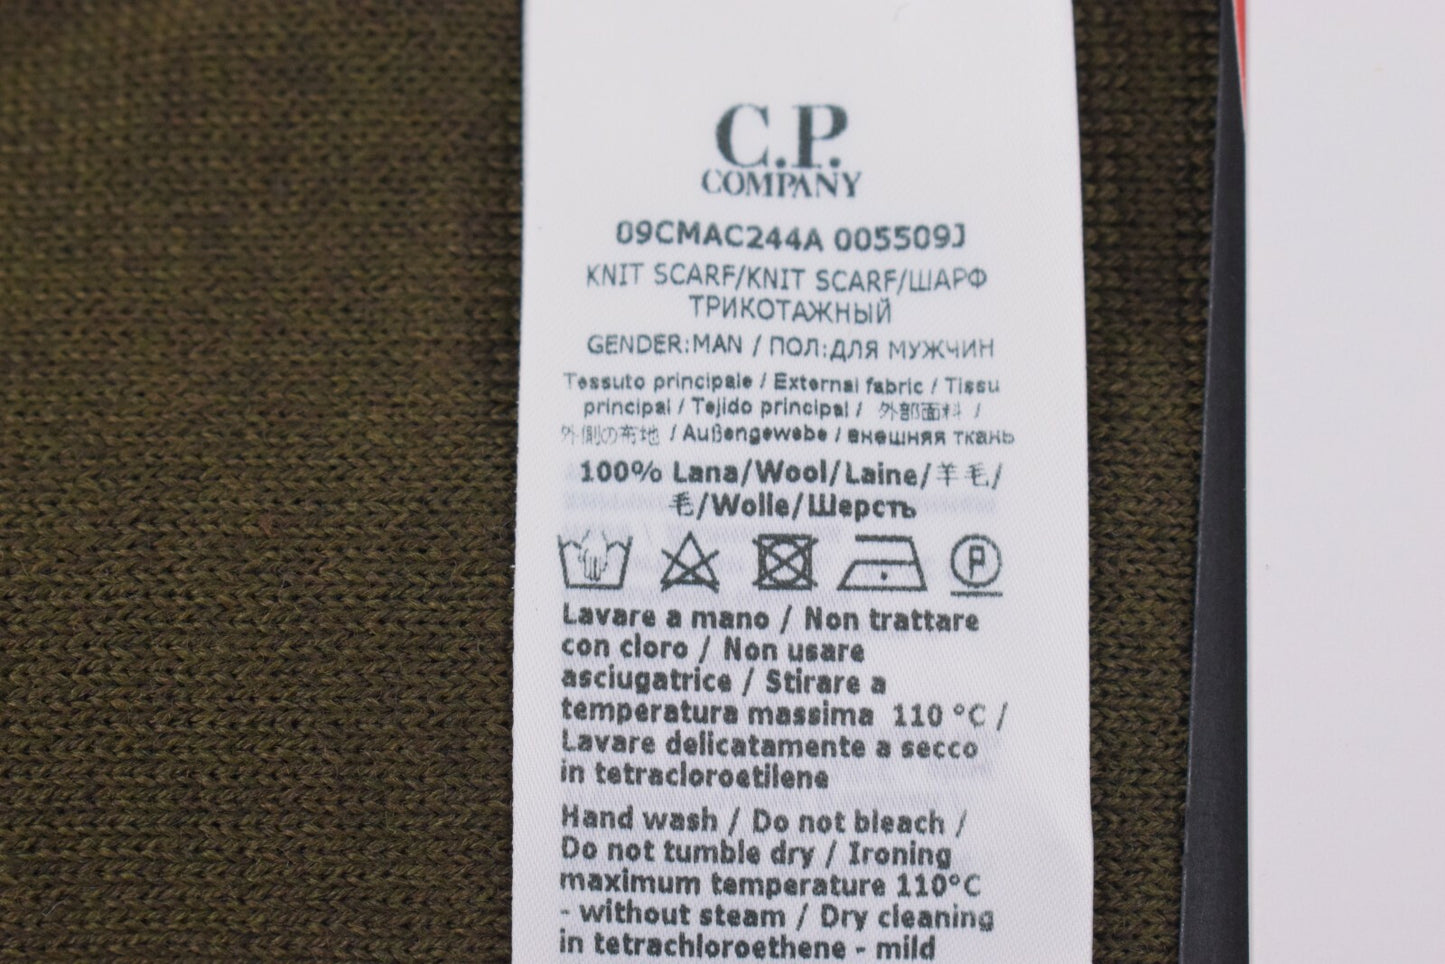 C.P.
COMPANY
09CMAC244A 005509J
KNIT SCARF/KNIT SCARF/ШАРФ
ТРИКОТАЖНЫЙ
GENDER:MAN / ПОЛ:ДЛЯ МУЖЧИН
Tessuto principale / External fabric / Tissu
principal / Tejido principal / 外部面料 /
外側の布地 / Außengewebe / внешняя ткань
100% Lana/Wool/Laine/羊毛/
毛/Wolle/Шерсть
P
Lavare a mano / Non trattare
con cloro / Non usare
asciugatrice / Stirare a
temperatura massima 110 °C /
Lavare delicatamente a secco
in tetracloroetilene
Hand wash / Do not bleach /
Do not tumble dry / Ironing
maximum temperature 110°C
- without steam / Dry cleaning
in tetrachloroethene - mild